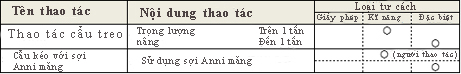 Tên thao tác Nội dung thao tác Loại tư cách
Giấy phép Kỹ năng Đặc biệt
Thao tác cẩu treo Trọng lượng nâng Trên 1 tấn ○
Đến 1 tấn ○
Cẩu kéo với sợi Anni măng Sử dụng sợi Anni măng ○ (người thao tác)
○